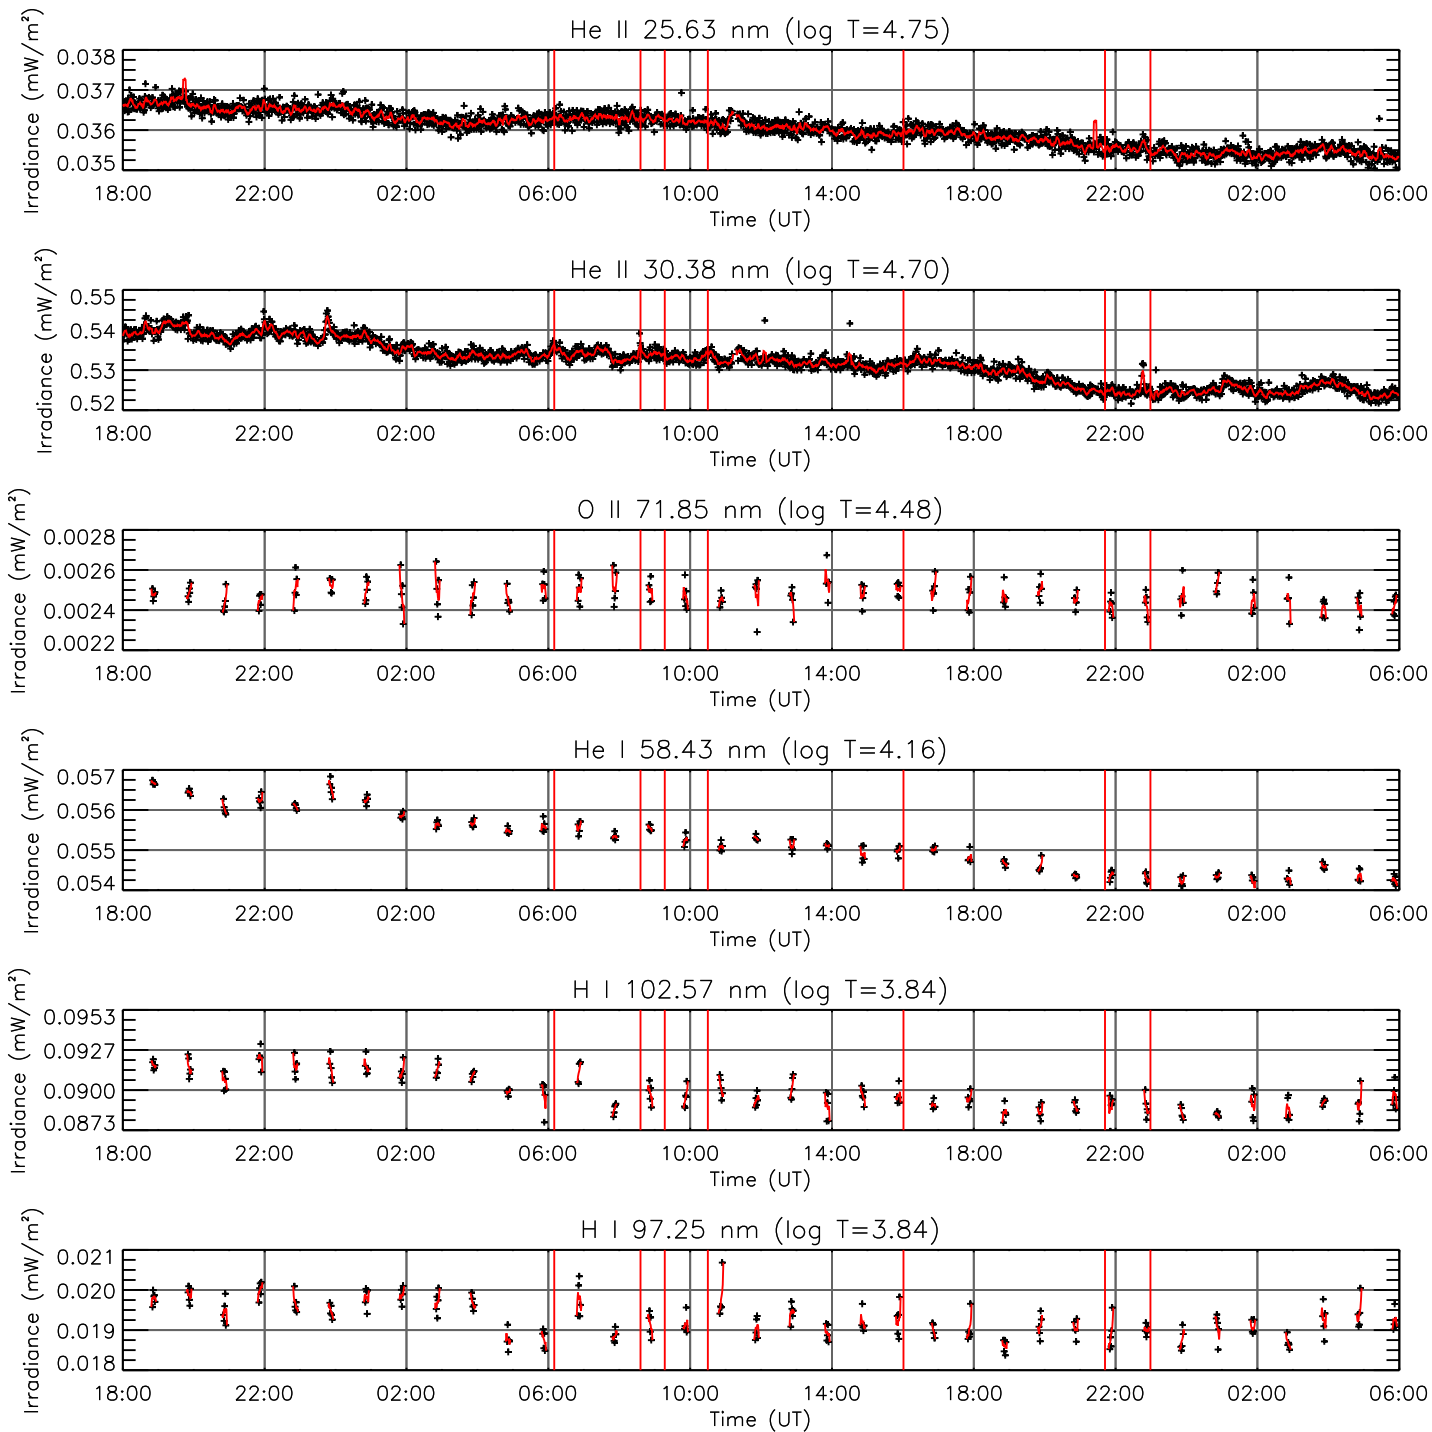 He II 25.63 nm (log T=4.75)
Irradiance (mW/m²)
0.038
0.037
0.036
0.035
18:00 22:00 02:00 06:00 10:00 14:00 18:00 22:00 02:00 06:00
Time (UT)
He II 30.38 nm (log T=4.70)
Irradiance (mW/m²)
0.55
0.54
0.53
0.52
18:00 22:00 02:00 06:00 10:00 14:00 18:00 22:00 02:00 06:00
Time (UT)
O II 71.85 nm (log T=4.48)
Irradiance (mW/m²)
0.0028
0.0026
0.0024
0.0022
18:00 22:00 02:00 06:00 10:00 14:00 18:00 22:00 02:00 06:00
Time (UT)
He I 58.43 nm (log T=4.16)
Irradiance (mW/m²)
0.057
0.056
0.055
0.054
18:00 22:00 02:00 06:00 10:00 14:00 18:00 22:00 02:00 06:00
Time (UT)
H I 102.57 nm (log T=3.84)
Irradiance (mW/m²)
0.0953
0.0927
0.0900
0.0873
18:00 22:00 02:00 06:00 10:00 14:00 18:00 22:00 02:00 06:00
Time (UT)
H I 97.25 nm (log T=3.84)
Irradiance (mW/m²)
0.021
0.020
0.019
0.018
18:00 22:00 02:00 06:00 10:00 14:00 18:00 22:00 02:00 06:00
Time (UT)